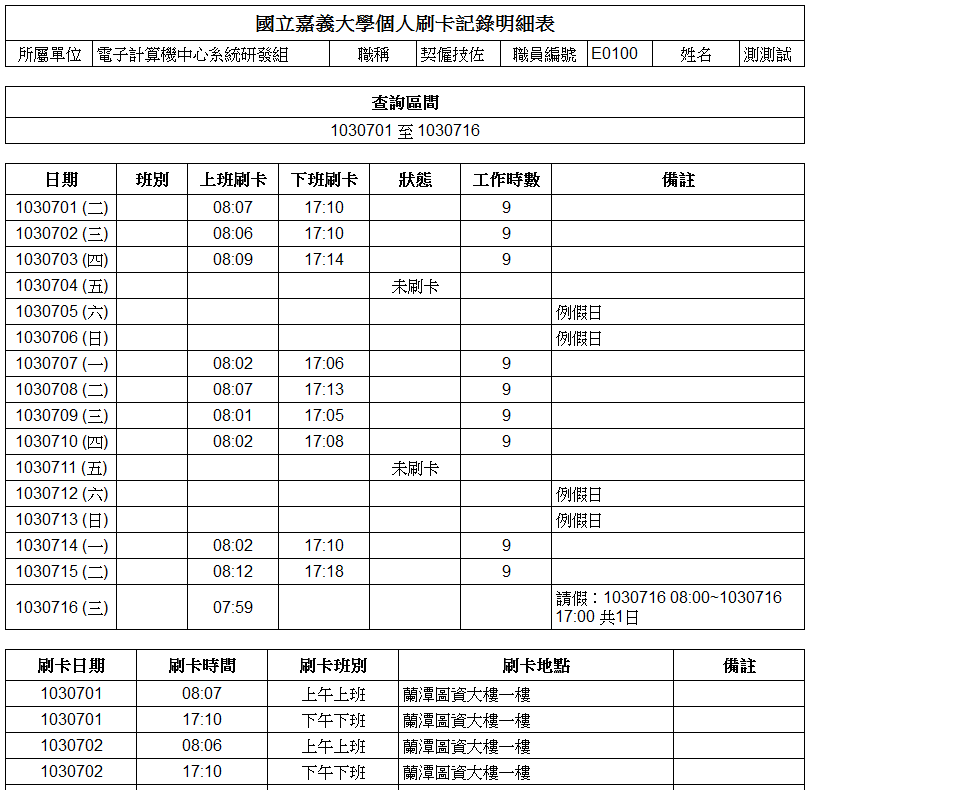 國立嘉義大學個人刷卡記錄明細表
所屬單位 電子計算機中心系統研發組 職稱 契僱技佐 職員編號 E0100 姓名 測測試
查詢區間
1030701 至 1030716
日期 班別 上班刷卡 下班刷卡 狀態 工作時數 備註
1030701 (二) 08:07 17:10 9
1030702 (三) 08:06 17:10 9
1030703 (四) 08:09 17:14 9
1030704 (五) 未刷卡
1030705 (六) 例假日
1030706 (日) 例假日
1030707 (一) 08:02 17:06 9
1030708 (二) 08:07 17:13 9
1030709 (三) 08:01 17:05 9
1030710 (四) 08:02 17:08 9
1030711 (五) 未刷卡
1030712 (六) 例假日
1030713 (日) 例假日
1030714 (一) 08:02 17:10 9
1030715 (二) 08:12 17:18 9
1030716 (三) 07:59 請假：1030716 08:00~1030716
17:00 共1日
刷卡日期 刷卡時間 刷卡班別 刷卡地點 備註
1030701 08:07 上午上班 蘭潭圖資大樓一樓
1030701 17:10 下午下班 蘭潭圖資大樓一樓
1030702 08:06 上午上班 蘭潭圖資大樓一樓
1030702 17:10 下午下班 蘭潭圖資大樓一樓